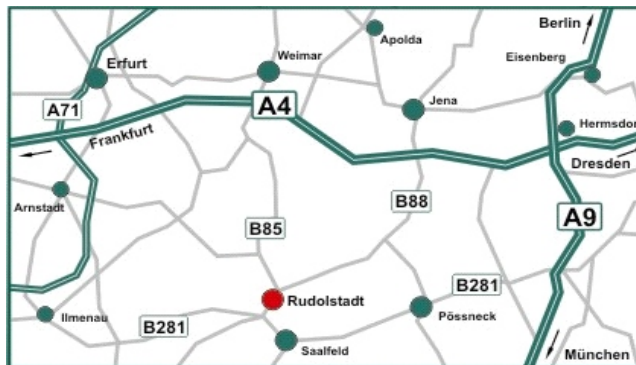 Berlin
Apolda
Weimar
Erfurt
Eisenberg
A71
A4
Jena
Hermsdorf
Frankfurt
Dresden
Arnstadt
B88
A9
B85
B281
Rudolstadt
Ilmenau
B281
Pössneck
Saalfeld
München